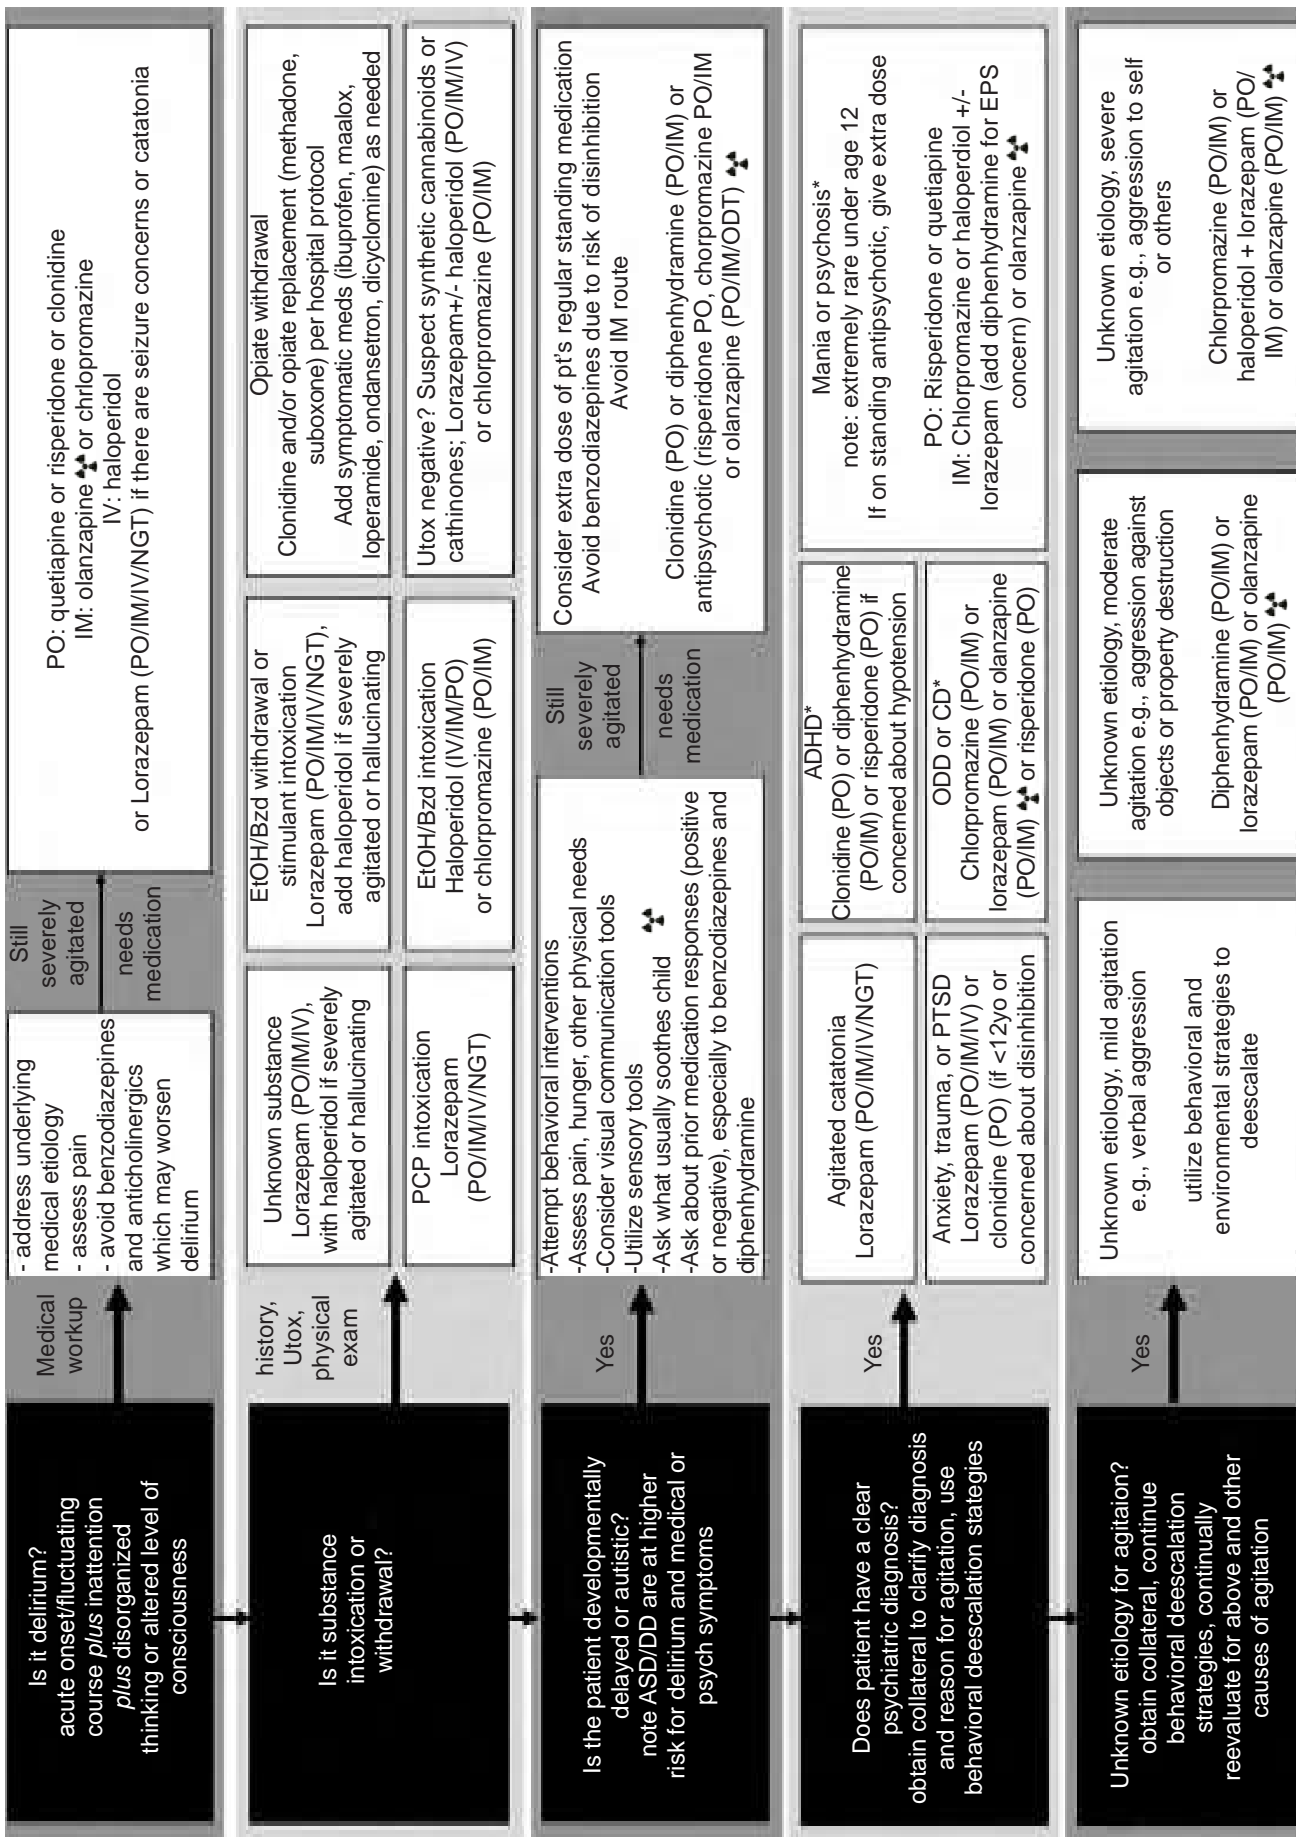 Is it delirium?
acute onset/fluctuating
course plus inattention
plus disorganized
thinking or altered level of
consciousness
Medical
workup
- address underlying
medical etiology
- assess pain
- avoid benzodiazepines
and anticholinergics
which may worsen
delirium
Still
severely
agitated
needs
medication
PO: quetiapine or risperidone or clonidine
IM: olanzapine or chrlopromazine
IV: haloperidol
or Lorazepam (PO/IM/IV/NGT) if there are seizure concerns or catatonia
Is it substance
intoxication or
withdrawal?
history,
Utox,
physical
exam
Unknown substance
Lorazepam (PO/IM/IV),
with haloperidol if severely
agitated or hallucinating
PCP intoxication
Lorazepam
(PO/IM/IV/NGT)
EtOH/Bzd withdrawal or
stimulant intoxication
Lorazepam (PO/IM/IV/NGT),
add haloperidol if severely
agitated or hallucinating
EtOH/Bzd intoxication
Haloperidol (IV/IM/PO)
or chlorpromazine (PO/IM)
Opiate withdrawal
Clonidine and/or opiate replacement (methadone,
suboxone) per hospital protocol
Add symptomatic meds (ibuprofen, maalox,
loperamide, ondansetron, dicyclomine) as needed
Utox negative? Suspect synthetic cannabinoids or
cathinones; Lorazepam+/- haloperidol (PO/IM/IV)
or chlorpromazine (PO/IM)
Is the patient developmentally
delayed or autistic?
note ASD/DD are at higher
risk for delirium and medical or
psych symptoms
Yes
-Attempt behavioral interventions
-Assess pain, hunger, other physical needs
-Consider visual communication tools
-Utilize sensory tools
-Ask what usually soothes child
-Ask about prior medication responses (positive
or negative), especially to benzodiazepines and
diphenhydramine
Still
severely
agitated
needs
medication
Consider extra dose of pt's regular standing medication
Avoid benzodiazepines due to risk of disinhibition
Avoid IM route
Clonidine (PO) or diphenhydramine (PO/IM) or
antipsychotic (risperidone PO, chorpromazine PO/IM
or olanzapine (PO/IM/ODT)
Does patient have a clear
psychiatric diagnosis?
obtain collateral to clarify diagnosis
and reason for agitation, use
behavioral deescalation stategies
Yes
Agitated catatonia
Lorazepam (PO/IM/IV/NGT)
Anxiety, trauma, or PTSD
Lorazepam (PO/IM/IV) or
clonidine (PO) (if <12yo or
concerned about disinhibition
ADHD*
Clonidine (PO) or diphenhydramine
(PO/IM) or risperidone (PO) if
concerned about hypotension
ODD or CD*
Chlorpromazine (PO/IM) or
lorazepam (PO/IM) or olanzapine
(PO/IM) or risperidone (PO)
Mania or psychosis*
note: extremely rare under age 12
If on standing antipsychotic, give extra dose
PO: Risperidone or quetiapine
IM: Chlorpromazine or haloperdiol +/-
lorazepam (add diphenhydramine for EPS
concern) or olanzapine
Unknown etiology for agitaion?
obtain collateral, continue
behavioral deescalation
strategies, continually
reevaluate for above and other
causes of agitation
Yes
Unknown etiology, mild agitation
e.g., verbal aggression
utilize behavioral and
environmental strategies to
deescalate
Unknown etiology, moderate
agitation e.g., aggression against
objects or property destruction
Diphenhydramine (PO/IM) or
lorazepam (PO/IM) or olanzapine
(PO/IM)
Unknown etiology, severe
agitation e.g., aggression to self
or others
Chlorpromazine (PO/IM) or
haloperidol + lorazepam (PO/
IM) or olanzapine (PO/IM)